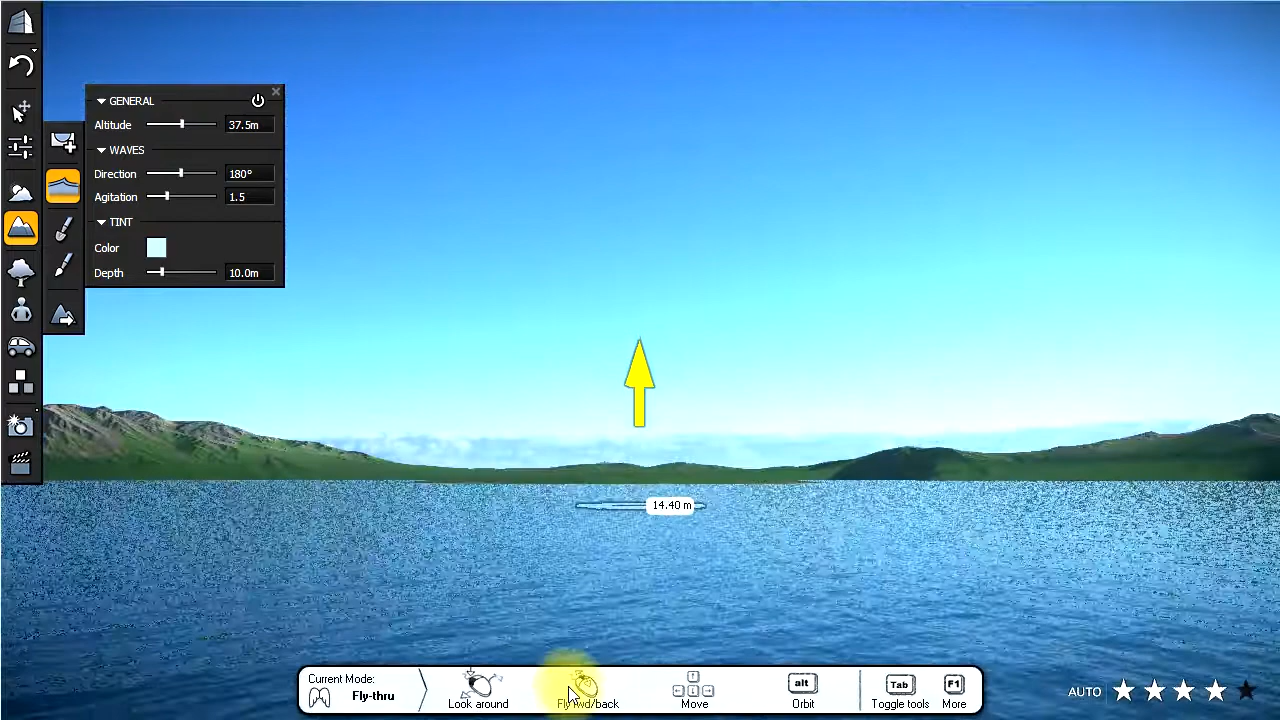 GENERAL
Altitude 37.5m
WAVES
Direction 180°
Agitation 1.5
TINT
Color
Depth 10.0m
14.40 m
Current Mode:
Fly-thru
Look around
Fly fwd/back
Move
alt
Orbit
Tab
Toggle tools
F1
More
AUTO